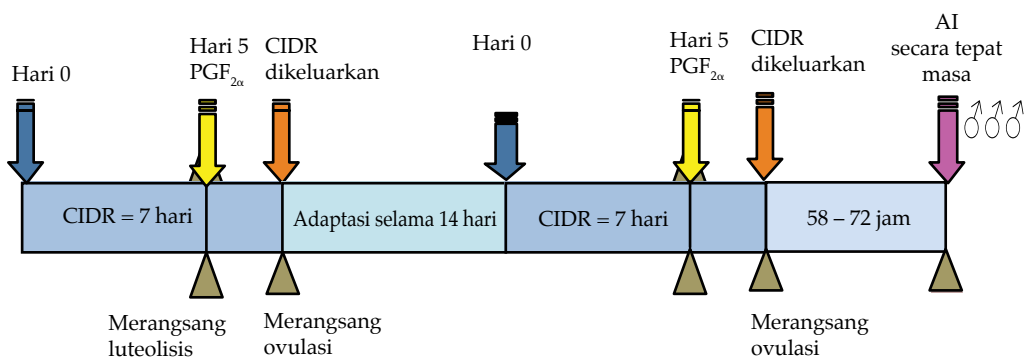 Hari 0
Hari 5
PGF2α
CIDR
dikeluarkan
Hari 0
Hari 5
PGF2α
CIDR
dikeluarkan
AI
secara tepat
masa
♂♂♂
CIDR = 7 hari
Adaptasi selama 14 hari
CIDR = 7 hari
58 – 72 jam
Merangsang
luteolisis
Merangsang
ovulasi
Merangsang
ovulasi